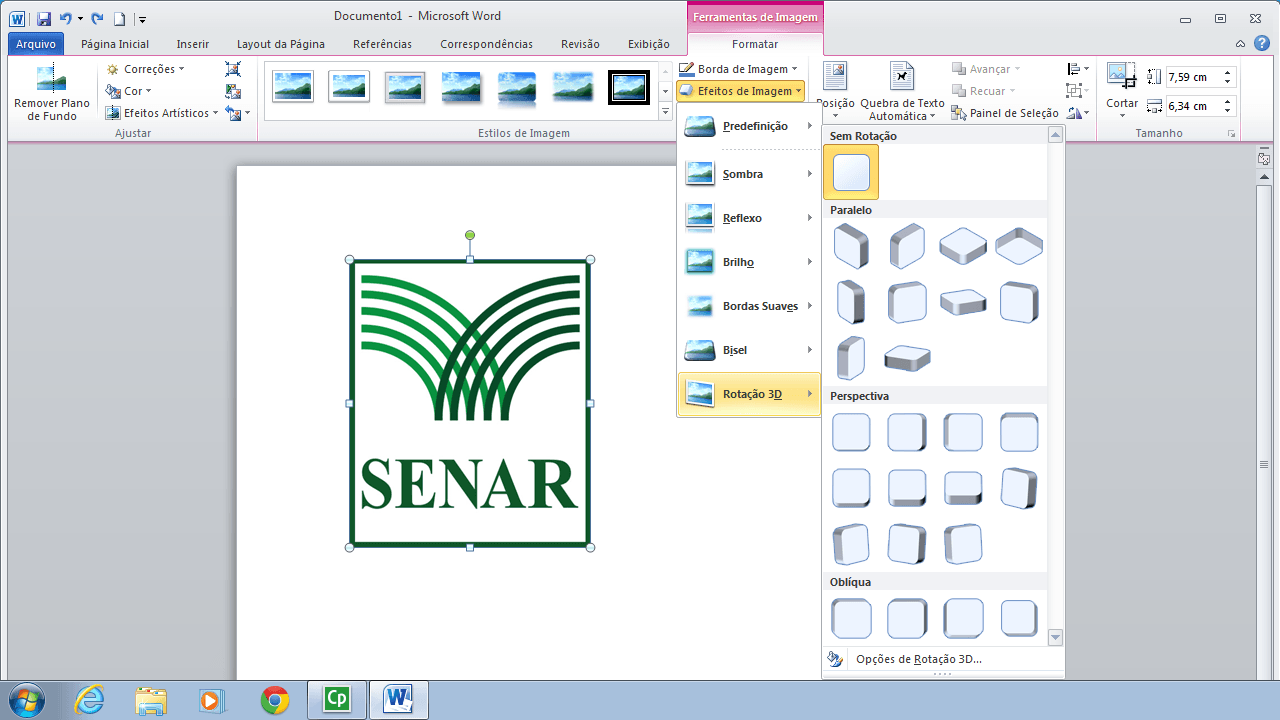 Documento1 - Microsoft Word
Ferramentas de Imagem
Arquivo
Página Inicial
Inserir
Layout da Página
Referências
Correspondências
Revisão
Exibição
Formatar
Remover Plano
de Fundo
Correções
Cor
Efeitos Artísticos
Ajustar
Estilos de Imagem
Borda de Imagem
Efeitos de Imagem
Posição
Quebra de Texto
Automática
Avançar
Recuar
Painel de Seleção
Cortar
7,59 cm
6,34 cm
Tamanho
Predefinição
Sombra
Reflexo
Brilho
Bordas Suaves
Bisel
Rotação 3D
Sem Rotação
Paralelo
Perspectiva
Oblíqua
Opções de Rotação 3D...
SENAR
Cp
W